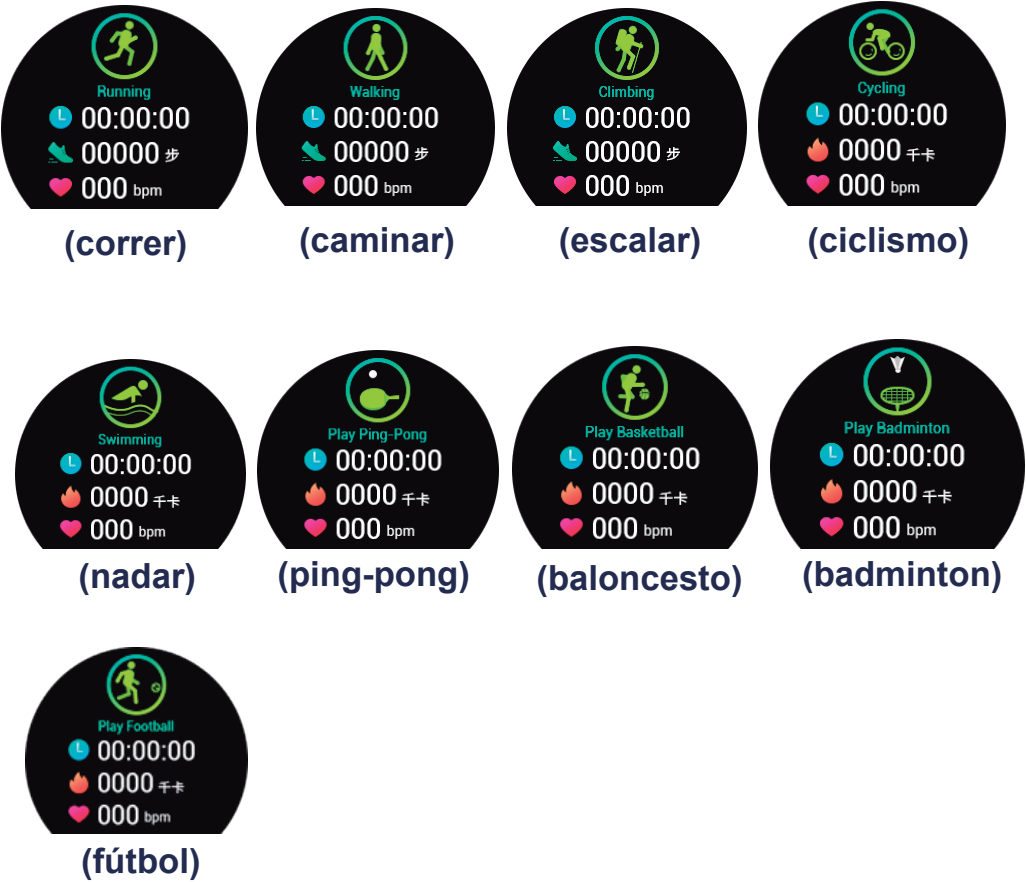 Running
00:00:00
00000 步
000 bpm
(correr)
Walking
00:00:00
00000 步
000 bpm
(caminar)
Climbing
00:00:00
00000 步
000 bpm
(escalar)
Cycling
00:00:00
0000 千卡
000 bpm
(ciclismo)
Swimming
00:00:00
0000 千卡
000 bpm
(nadar)
Play Ping-Pong
00:00:00
0000 千卡
000 bpm
(ping-pong)
Play Basketball
00:00:00
0000 千卡
000 bpm
(baloncesto)
Play Badminton
00:00:00
0000 千卡
000 bpm
(badminton)
Play Football
00:00:00
0000 千卡
000 bpm
(fútbol)